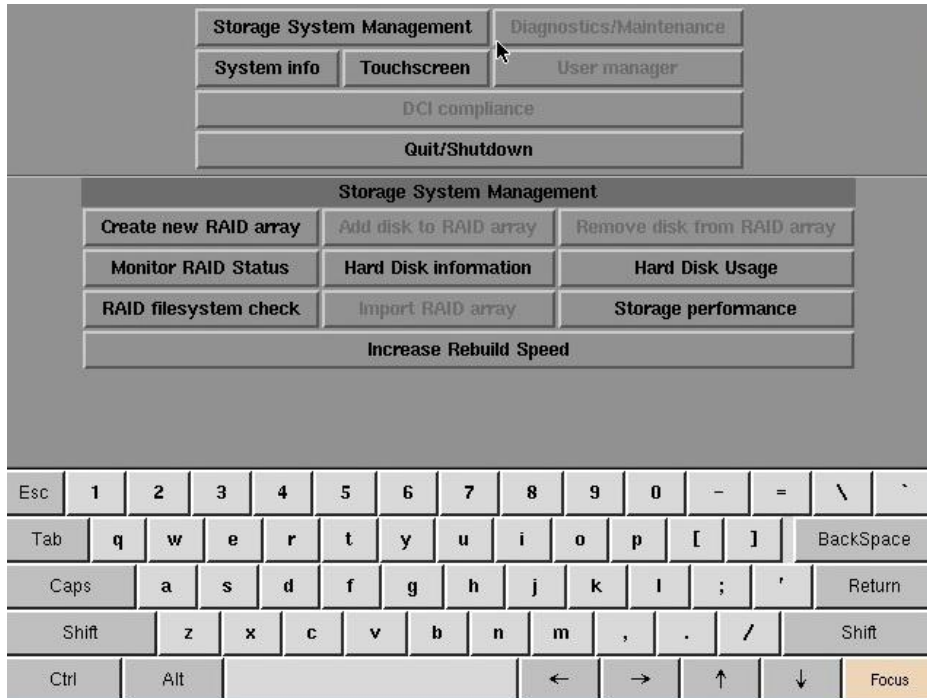 Storage System Management Diagnostics/Maintenance
System info Touchscreen User manager
DCI compliance
Quit/Shutdown
Storage System Management
Create new RAID array Add disk to RAID array Remove disk from RAID array
Monitor RAID Status Hard Disk information Hard Disk Usage
RAID filesystem check Import RAID array Storage performance
Increase Rebuild Speed
Esc 1 2 3 4 5 6 7 8 9 0 - = \ `
Tab q w e r t y u i o p [ ] BackSpace
Caps a s d f g h j k l ; ' Return
Shift z x c v b n m , . / Shift
Ctrl Alt ← → ↑ ↓ Focus